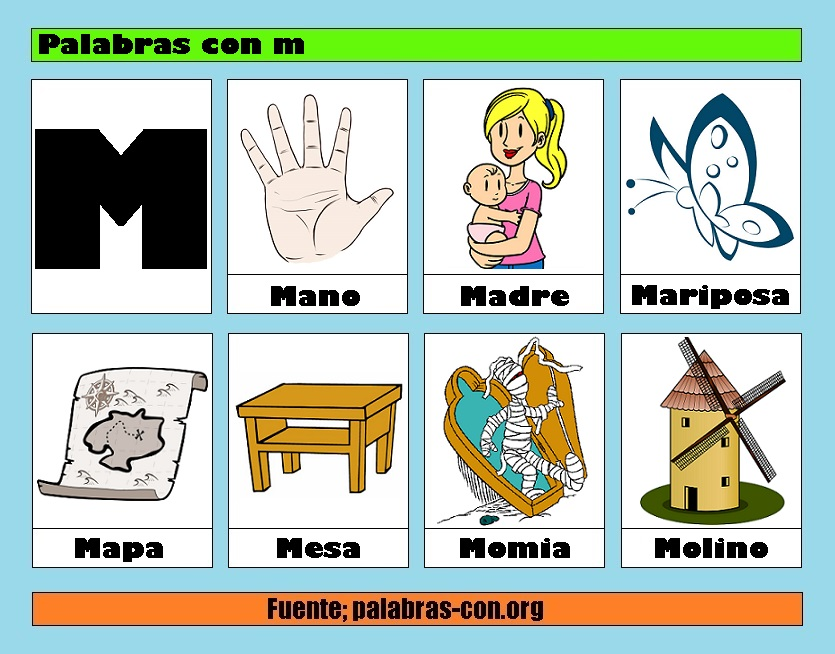 Palabras con m
M
Mano
Madre
Mariposa
Mapa
Mesa
Momia
Molino
Fuente; palabras-con.org